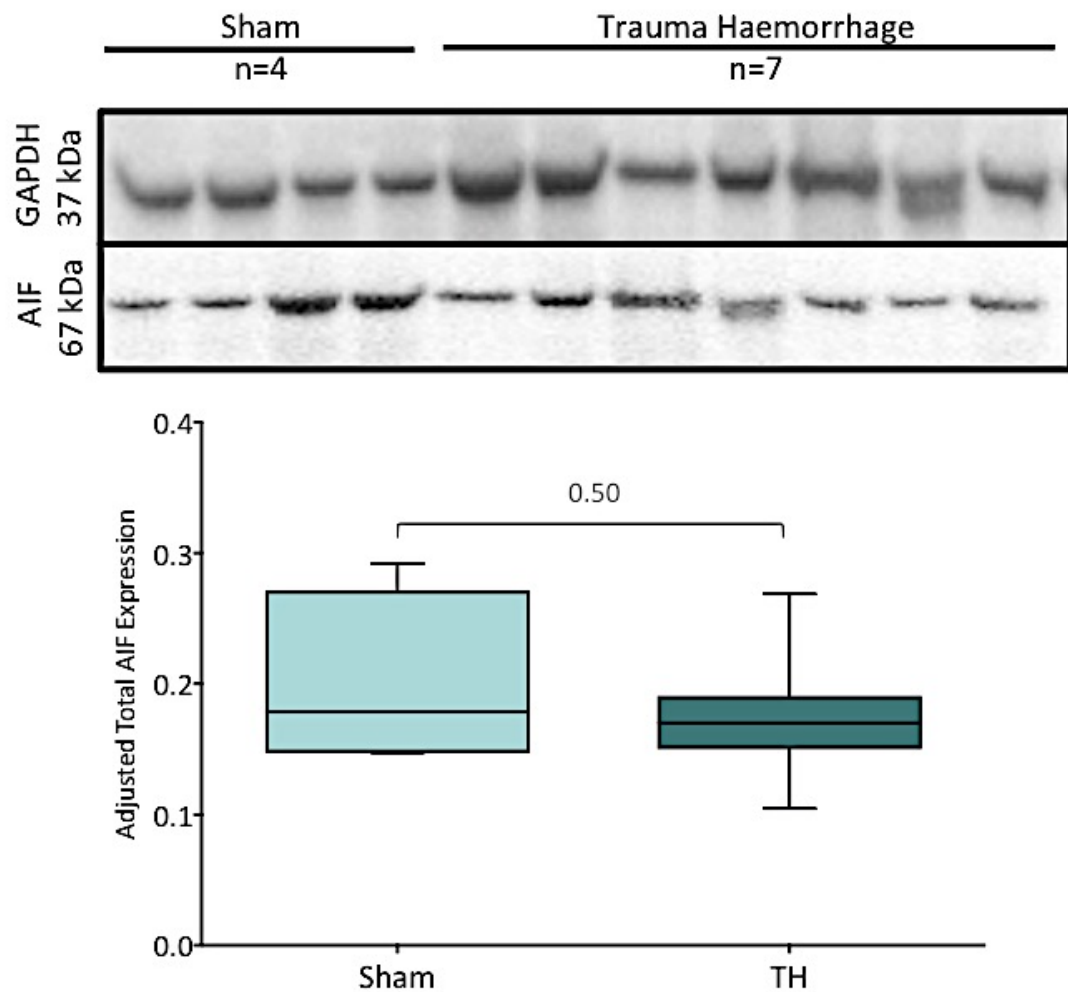 Sham
Trauma Haemorrhage
n=4
n=7
GAPDH
37 kDa
AIF
67 kDa
0.4
0.3
0.2
0.1
0.0
Adjusted Total AIF Expression
0.50
Sham
TH